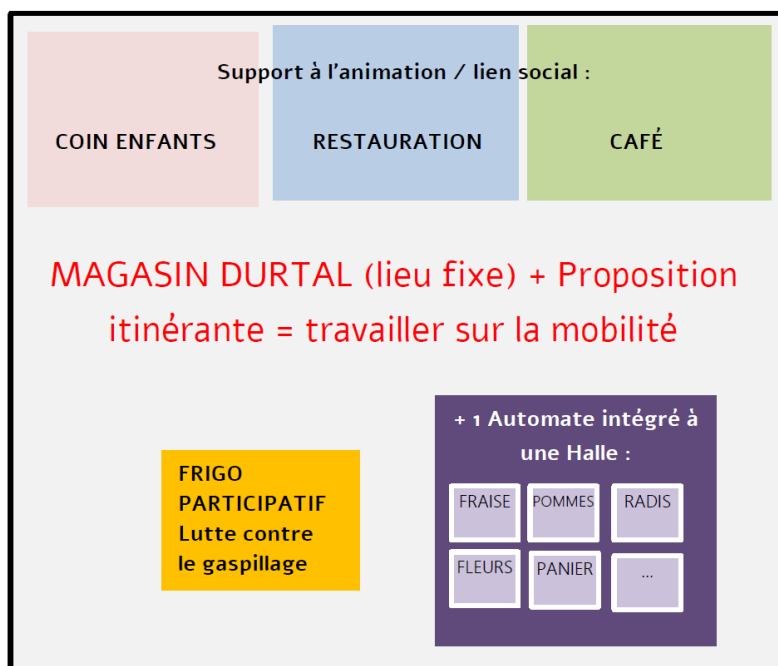 Support à l'animation / lien social :
COIN ENFANTS
RESTAURATION
CAFÉ
MAGASIN DURTAL (lieu fixe) + Proposition
itinérante = travailler sur la mobilité
FRIGO
PARTICIPATIF
Lutte contre
le gaspillage
+ 1 Automate intégré à
une Halle :
FRAISE
POMMES
RADIS
FLEURS
PANIER
...